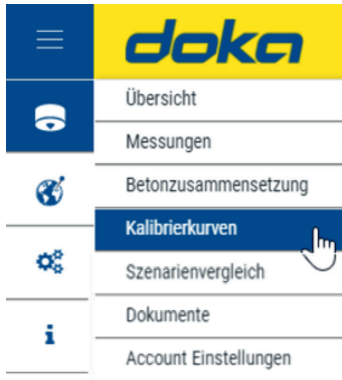 doka
Übersicht
Messungen
Betonzusammensetzung
Kalibrierkurven
Szenarienvergleich
Dokumente
Account Einstellungen